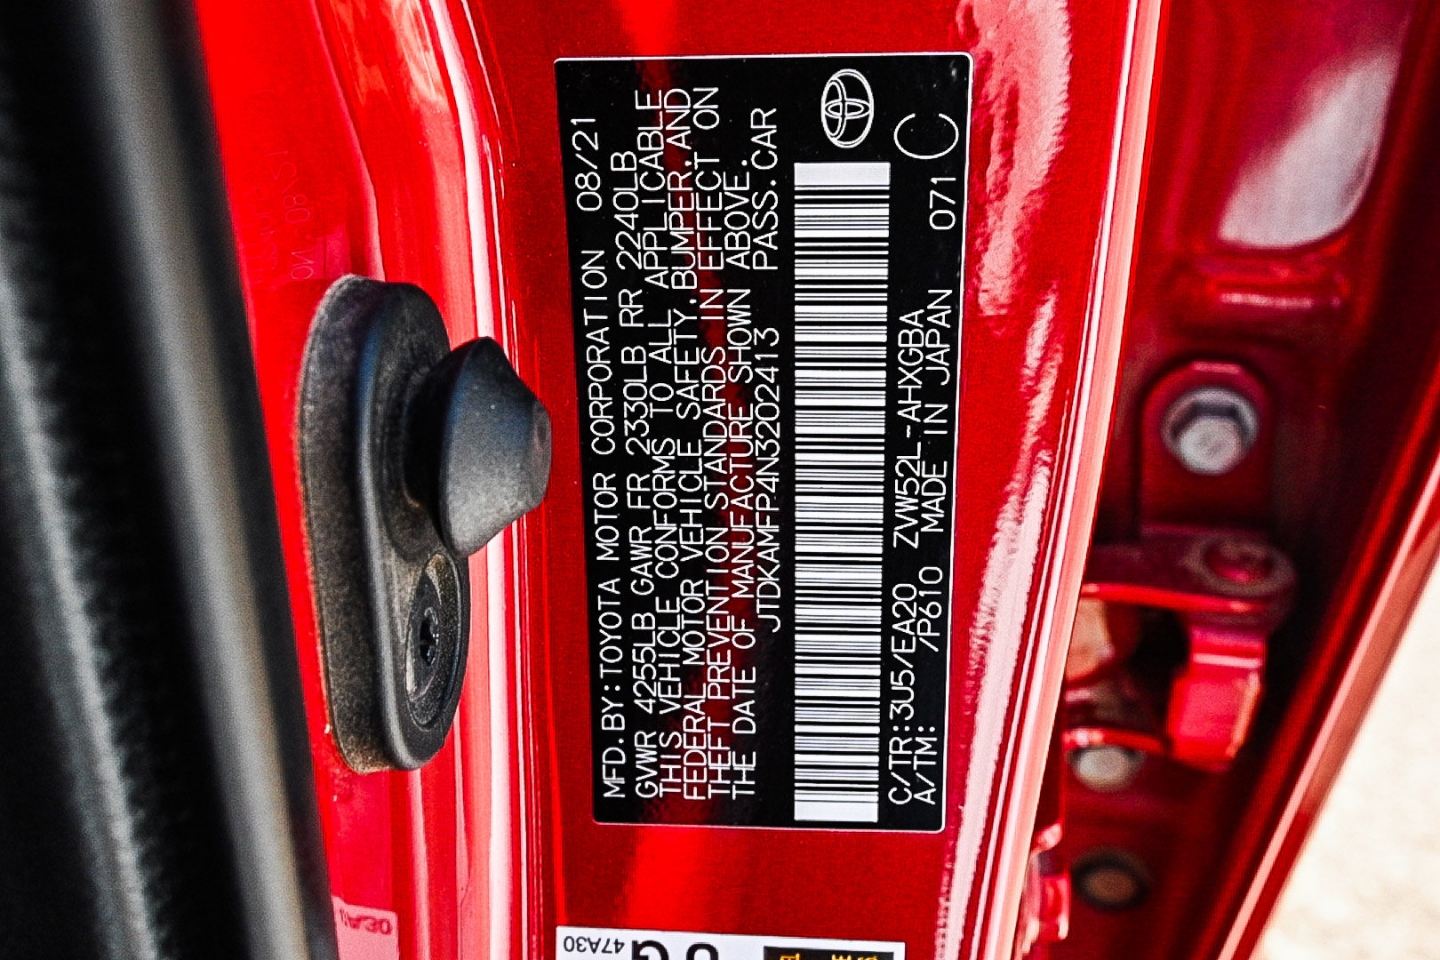 MFD.BY:TOYOTA MOTOR CORPORATION 08/21
GVWR 4255LB GAWR FR 2330LB RR 2240LB
THIS VEHICLE CONFORMS TO ALL APPLICABLE
FEDERAL MOTOR VEHICLE SAFETY,BUMPER,AND
THEFT PREVENTION STANDARDS IN EFFECT ON
THE DATE OF MANUFACTURE SHOWN ABOVE.
JTDKAMFP4N3202413 PASS.CAR
C/TR:3U5/EA20 ZVW52L-AHXGBA
A/TM: /P610 MADE IN JAPAN 071 C
47A30